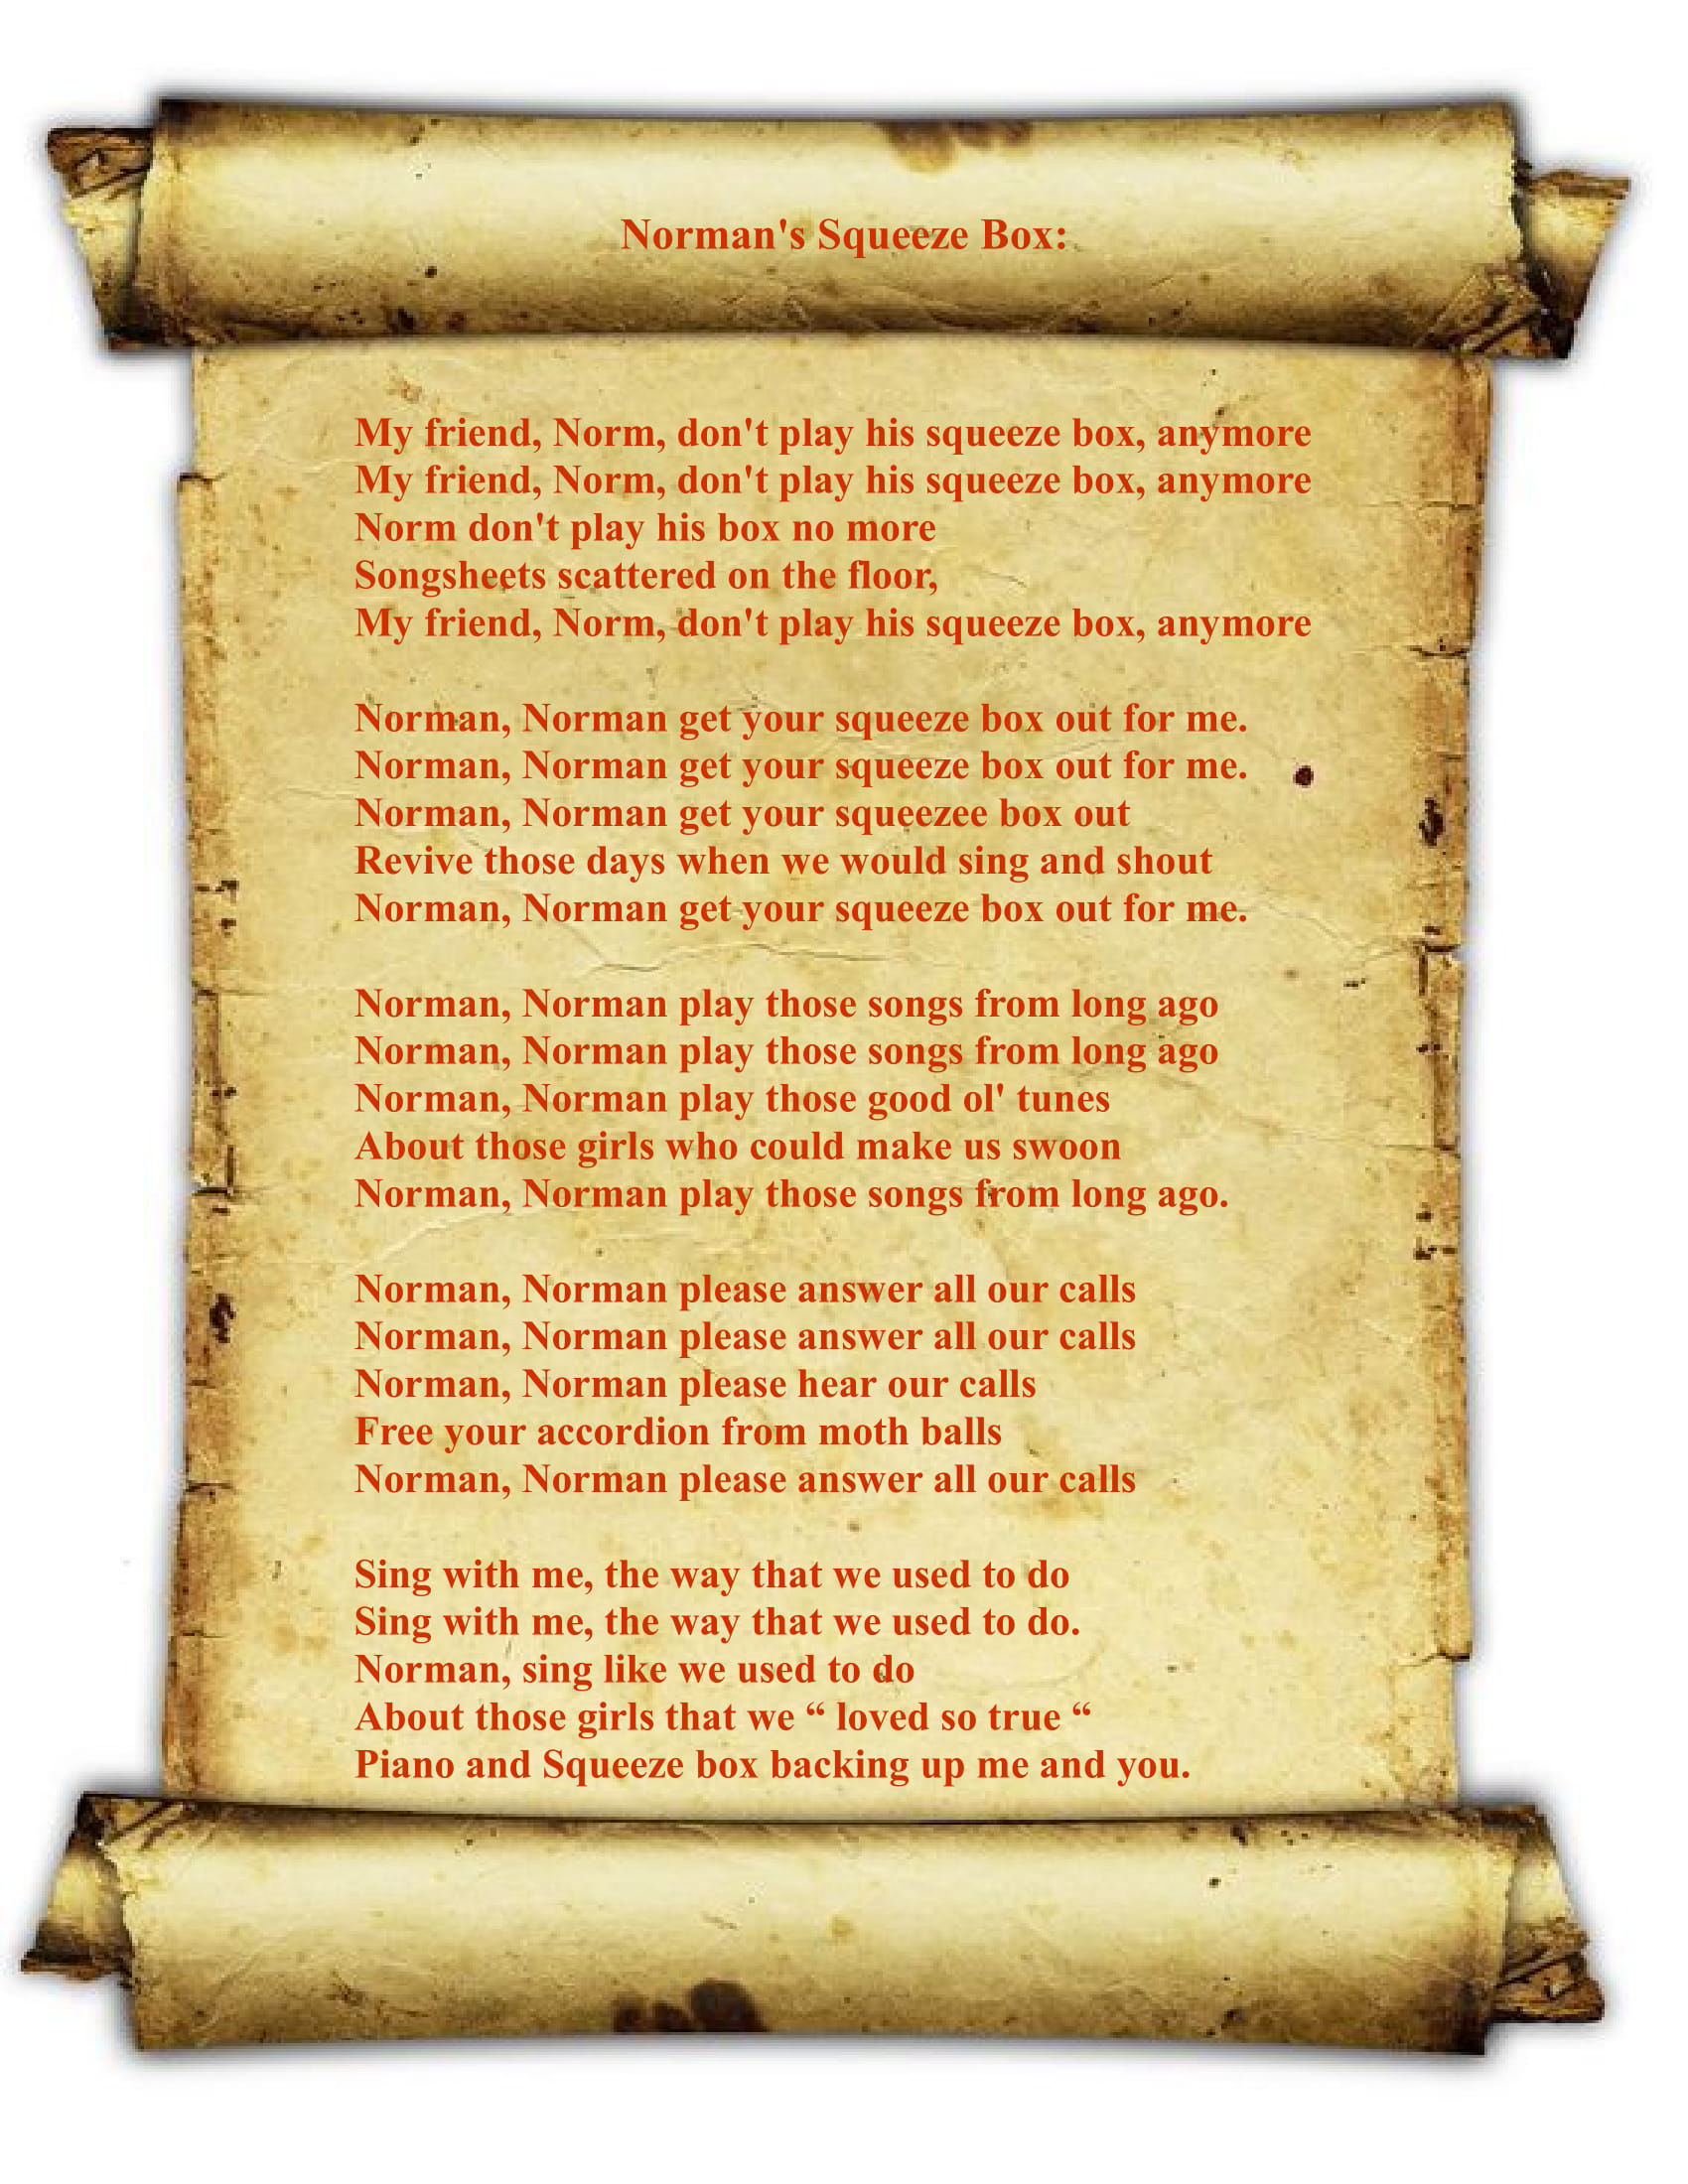 Norman's Squeeze Box:
My friend, Norm, don't play his squeeze box, anymore
My friend, Norm, don't play his squeeze box, anymore
Norm don't play his box no more
Songsheets scattered on the floor,
My friend, Norm, don't play his squeeze box, anymore
Norman, Norman get your squeeze box out for me.
Norman, Norman get your squeeze box out for me.
Norman, Norman get your squeezee box out
Revive those days when we would sing and shout
Norman, Norman get your squeeze box out for me.
Norman, Norman play those songs from long ago
Norman, Norman play those songs from long ago
Norman, Norman play those good ol' tunes
About those girls who could make us swoon
Norman, Norman play those songs from long ago.
Norman, Norman please answer all our calls
Norman, Norman please answer all our calls
Norman, Norman please hear our calls
Free your accordion from moth balls
Norman, Norman please answer all our calls
Sing with me, the way that we used to do
Sing with me, the way that we used to do.
Norman, sing like we used to do
About those girls that we “ loved so true “
Piano and Squeeze box backing up me and you.